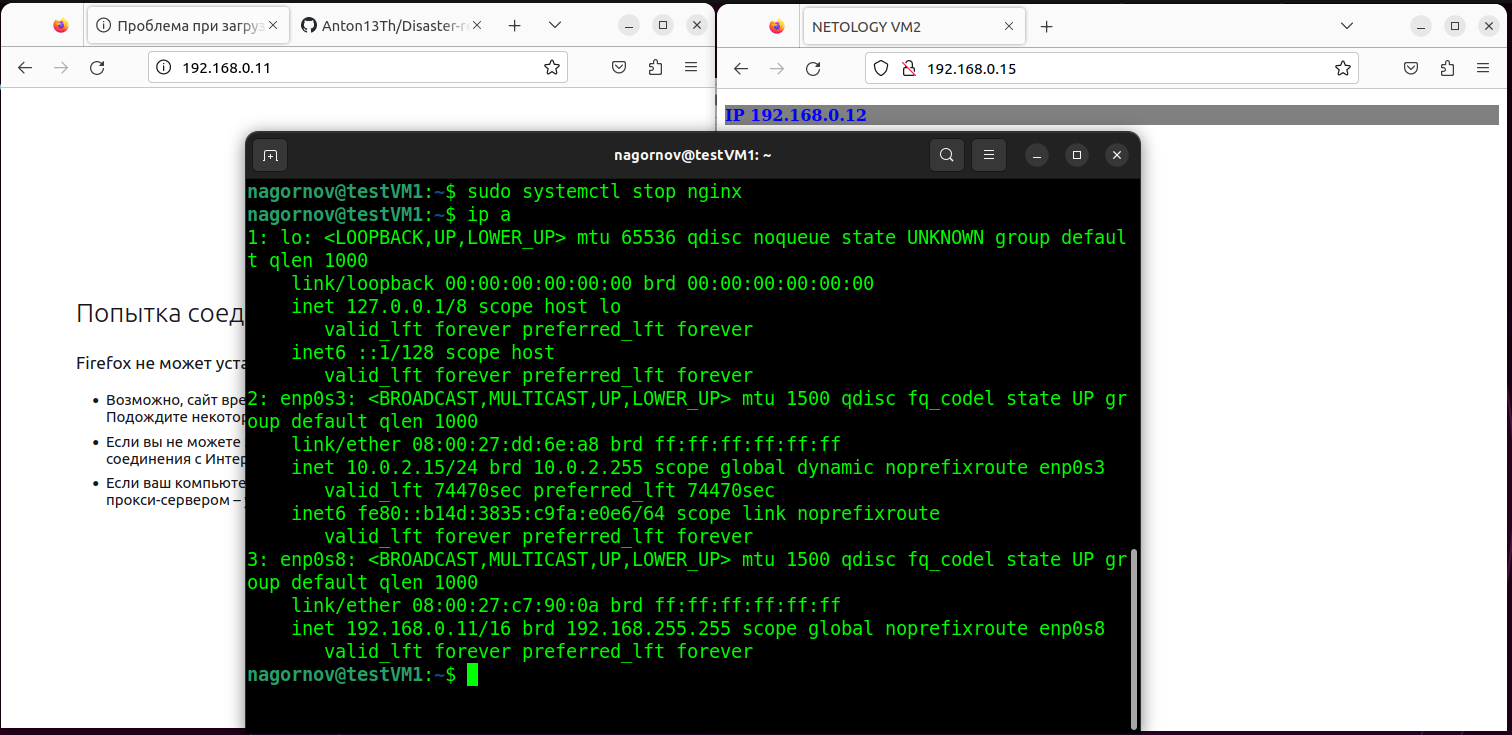 Проблема при загруз
Anton13Th/Disaster-r
192.168.0.11
NETOLOGY VM2
192.168.0.15
IP 192.168.0.12
Попытка соед
Firefox не может уста
Возможно, сайт вре
Подождите некотор
Если вы не можете
соединения с Интер
Если ваш компьюте
прокси-сервером –
nagornov@testVM1: ~
nagornov@testVM1:~$ sudo systemctl stop nginx
nagornov@testVM1:~$ ip a
1: lo: <LOOPBACK,UP,LOWER_UP> mtu 65536 qdisc noqueue state UNKNOWN group defaul
t qlen 1000
link/loopback 00:00:00:00:00:00 brd 00:00:00:00:00:00
inet 127.0.0.1/8 scope host lo
valid_lft forever preferred_lft forever
inet6 ::1/128 scope host
valid_lft forever preferred_lft forever
2: enp0s3: <BROADCAST,MULTICAST,UP,LOWER_UP> mtu 1500 qdisc fq_codel state UP gr
oup default qlen 1000
link/ether 08:00:27:dd:6e:a8 brd ff:ff:ff:ff:ff:ff
inet 10.0.2.15/24 brd 10.0.2.255 scope global dynamic noprefixroute enp0s3
valid_lft 74470sec preferred_lft 74470sec
inet6 fe80::b14d:3835:c9fa:e0e6/64 scope link noprefixroute
valid_lft forever preferred_lft forever
3: enp0s8: <BROADCAST,MULTICAST,UP,LOWER_UP> mtu 1500 qdisc fq_codel state UP gr
oup default qlen 1000
link/ether 08:00:27:c7:90:0a brd ff:ff:ff:ff:ff:ff
inet 192.168.0.11/16 brd 192.168.255.255 scope global noprefixroute enp0s8
valid_lft forever preferred_lft forever
nagornov@testVM1:~$